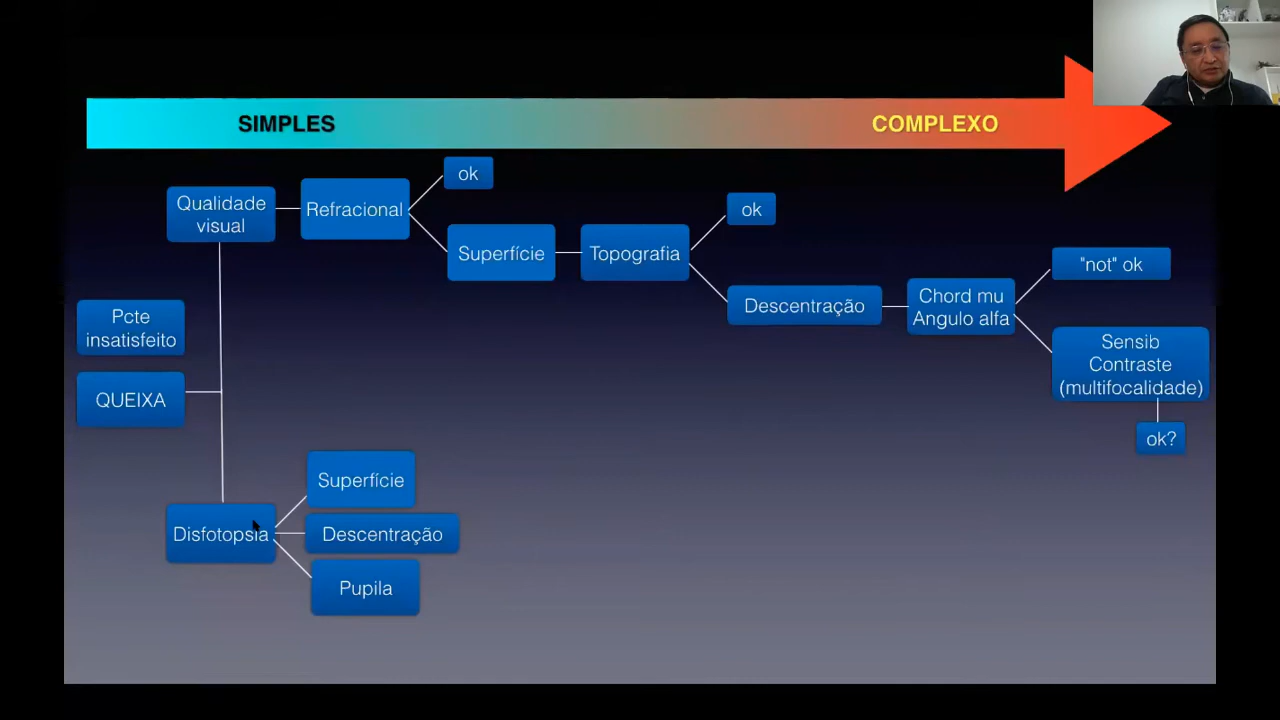 SIMPLES
COMPLEXO
Qualidade
visual
Refracional
ok
Superfície
Topografia
ok
Descentração
Chord mu
Angulo alfa
"not" ok
Sensib
Contraste
(multifocalidade)
ok?
Pcte
insatisfeito
QUEIXA
Disfotopsia
Superfície
Descentração
Pupila